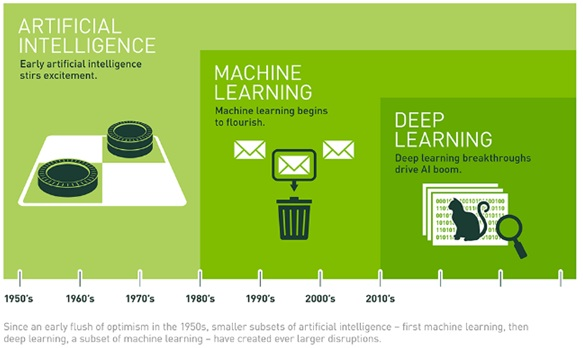 ARTIFICIAL
INTELLIGENCE
Early artificial intelligence
stirs excitement.
MACHINE
LEARNING
Machine learning begins
to flourish.
DEEP
LEARNING
Deep learning breakthroughs
drive AI boom.
1950's 1960's 1970's 1980's 1990's 2000's 2010's
Since an early flush of optimism in the 1950s, smaller subsets of artificial intelligence – first machine learning, then
deep learning, a subset of machine learning – have created ever larger disruptions.